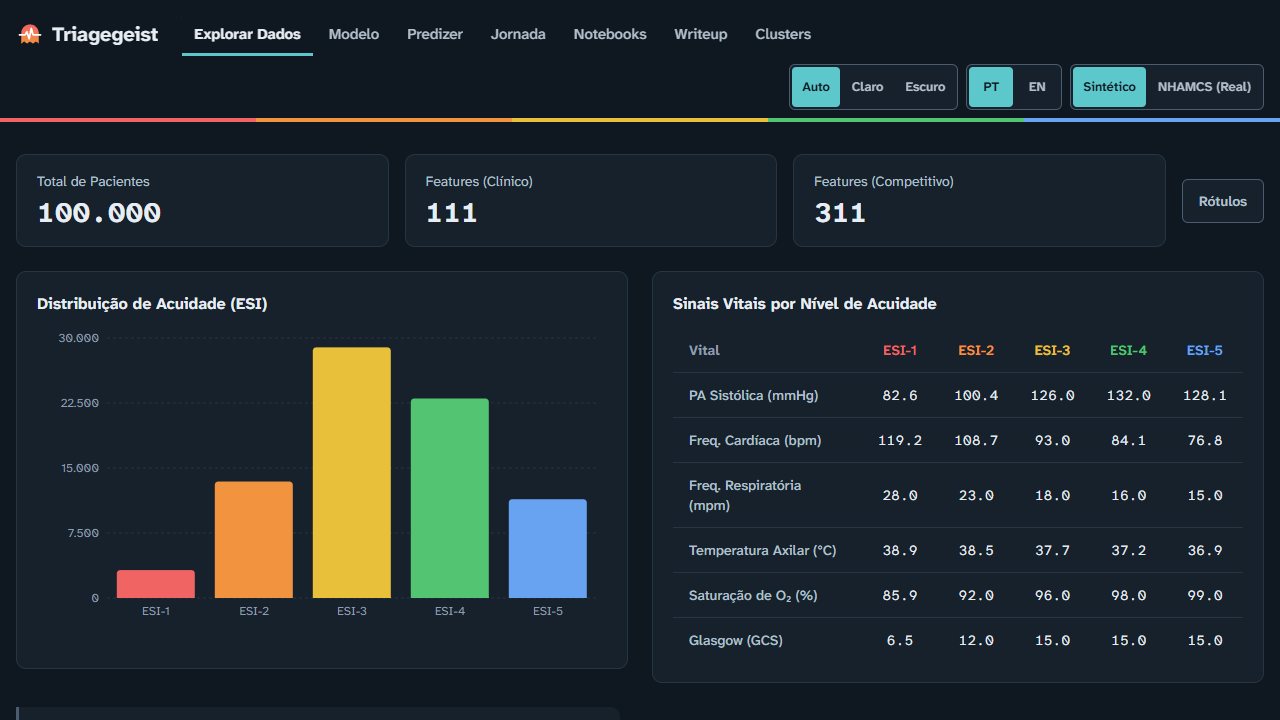 Triagegeist
Explorar Dados
Modelo
Predizer
Jornada
Notebooks
Writeup
Clusters
Auto
Claro
Escuro
PT
EN
Sintético
NHAMCS (Real)
Total de Pacientes
100.000
Features (Clínico)
111
Features (Competitivo)
311
Rótulos
Distribuição de Acuidade (ESI)
30.000
22.500
15.000
7.500
0
ESI-1
ESI-2
ESI-3
ESI-4
ESI-5
Sinais Vitais por Nível de Acuidade
Vital ESI-1 ESI-2 ESI-3 ESI-4 ESI-5
PA Sistólica (mmHg) 82.6 100.4 126.0 132.0 128.1
Freq. Cardíaca (bpm) 119.2 108.7 93.0 84.1 76.8
Freq. Respiratória
(mpm) 28.0 23.0 18.0 16.0 15.0
Temperatura Axilar (°C) 38.9 38.5 37.7 37.2 36.9
Saturação de O₂ (%) 85.9 92.0 96.0 98.0 99.0
Glasgow (GCS) 6.5 12.0 15.0 15.0 15.0